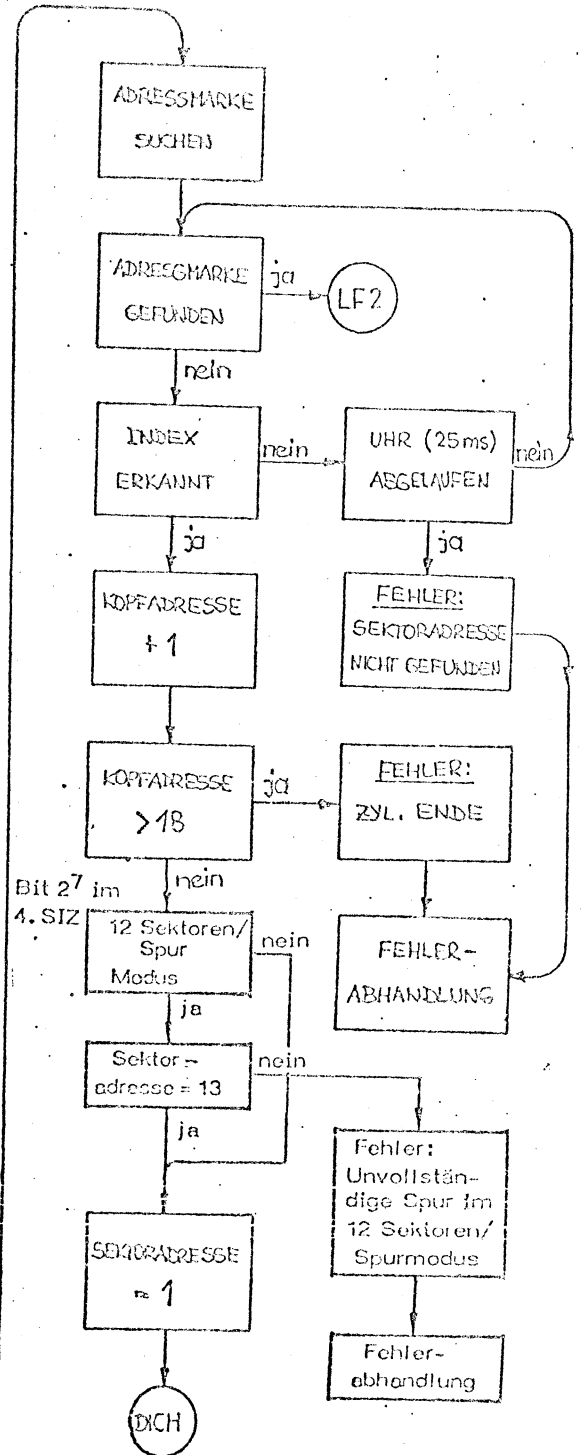 ADRESSMARKE
SUCHEN
ADRESSMARKE
GEFUNDEN
ja
LF2
nein
INDEX
ERKANNT
nein
UHR (25ms)
ABGELAUFEN
nein
ja
ja
KOPFADRESSE
+ 1
FEHLER:
SEKTORADRESSE
NICHT GEFUNDEN
KOPFADRESSE
>18
ja
FEHLER:
ZYL. ENDE
nein
Bit 2⁷ im
4. SIZ
12 Sektoren/
Spur
Modus
nein
FEHLER-
ABHANDLUNG
ja
Sektor-
adresse = 13
nein
ja
Fehler:
Unvollstän-
dige Spur im
12 Sektoren/
Spurmodus
SEKTORADRESSE
= 1
Fehler-
abhandlung
DICH